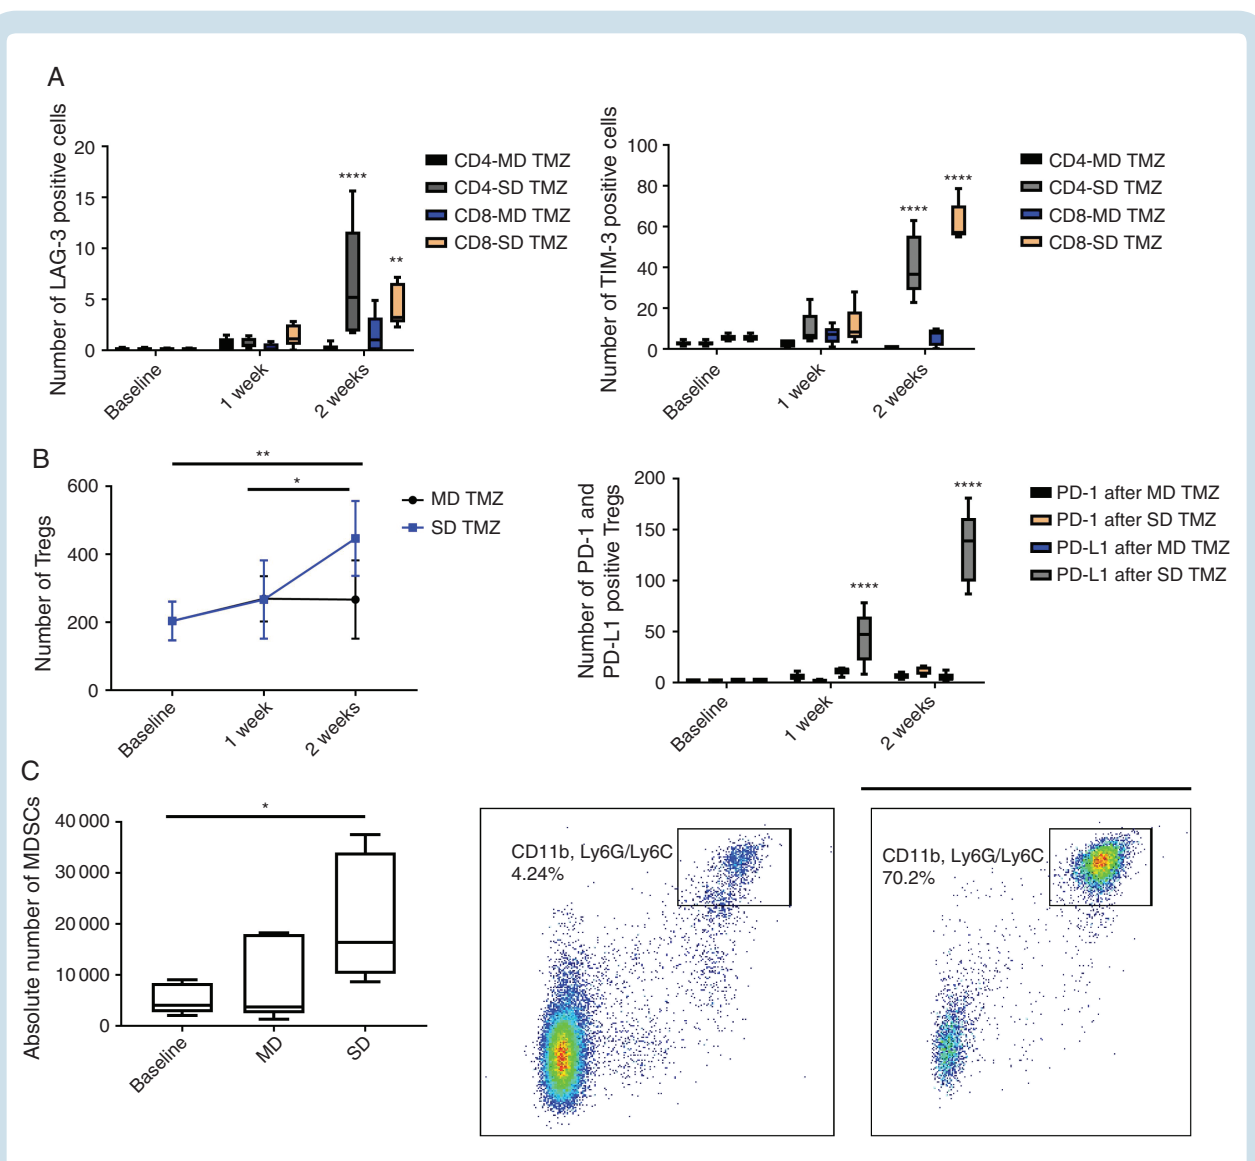 A
Number of LAG-3 positive cells
20
15
10
5
0
****
**
Baseline
1 week
2 weeks
CD4-MD TMZ
CD4-SD TMZ
CD8-MD TMZ
CD8-SD TMZ
Number of TIM-3 positive cells
100
80
60
40
20
0
****
****
Baseline
1 week
2 weeks
CD4-MD TMZ
CD4-SD TMZ
CD8-MD TMZ
CD8-SD TMZ
B
Number of Tregs
600
400
200
0
**
*
Baseline
1 week
2 weeks
MD TMZ
SD TMZ
Number of PD-1 and
PD-L1 positive Tregs
200
150
100
50
0
****
****
Baseline
1 week
2 weeks
PD-1 after MD TMZ
PD-1 after SD TMZ
PD-L1 after MD TMZ
PD-L1 after SD TMZ
C
Absolute number of MDSCs
40 000
30 000
20 000
10 000
0
*
Baseline
MD
SD
CD11b, Ly6G/Ly6C
4.24%
CD11b, Ly6G/Ly6C
70.2%